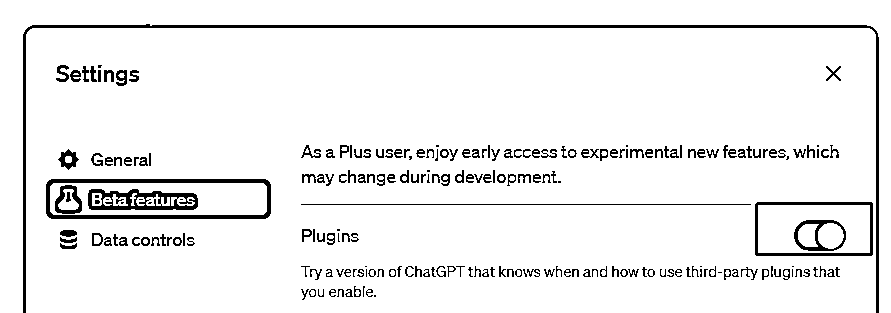 Settings
General
Beta features
Data controls
As a Plus user, enjoy early access to experimental new features, which
may change during development.
Plugins
Try a version of ChatGPT that knows when and how to use third-party plugins that
you enable.